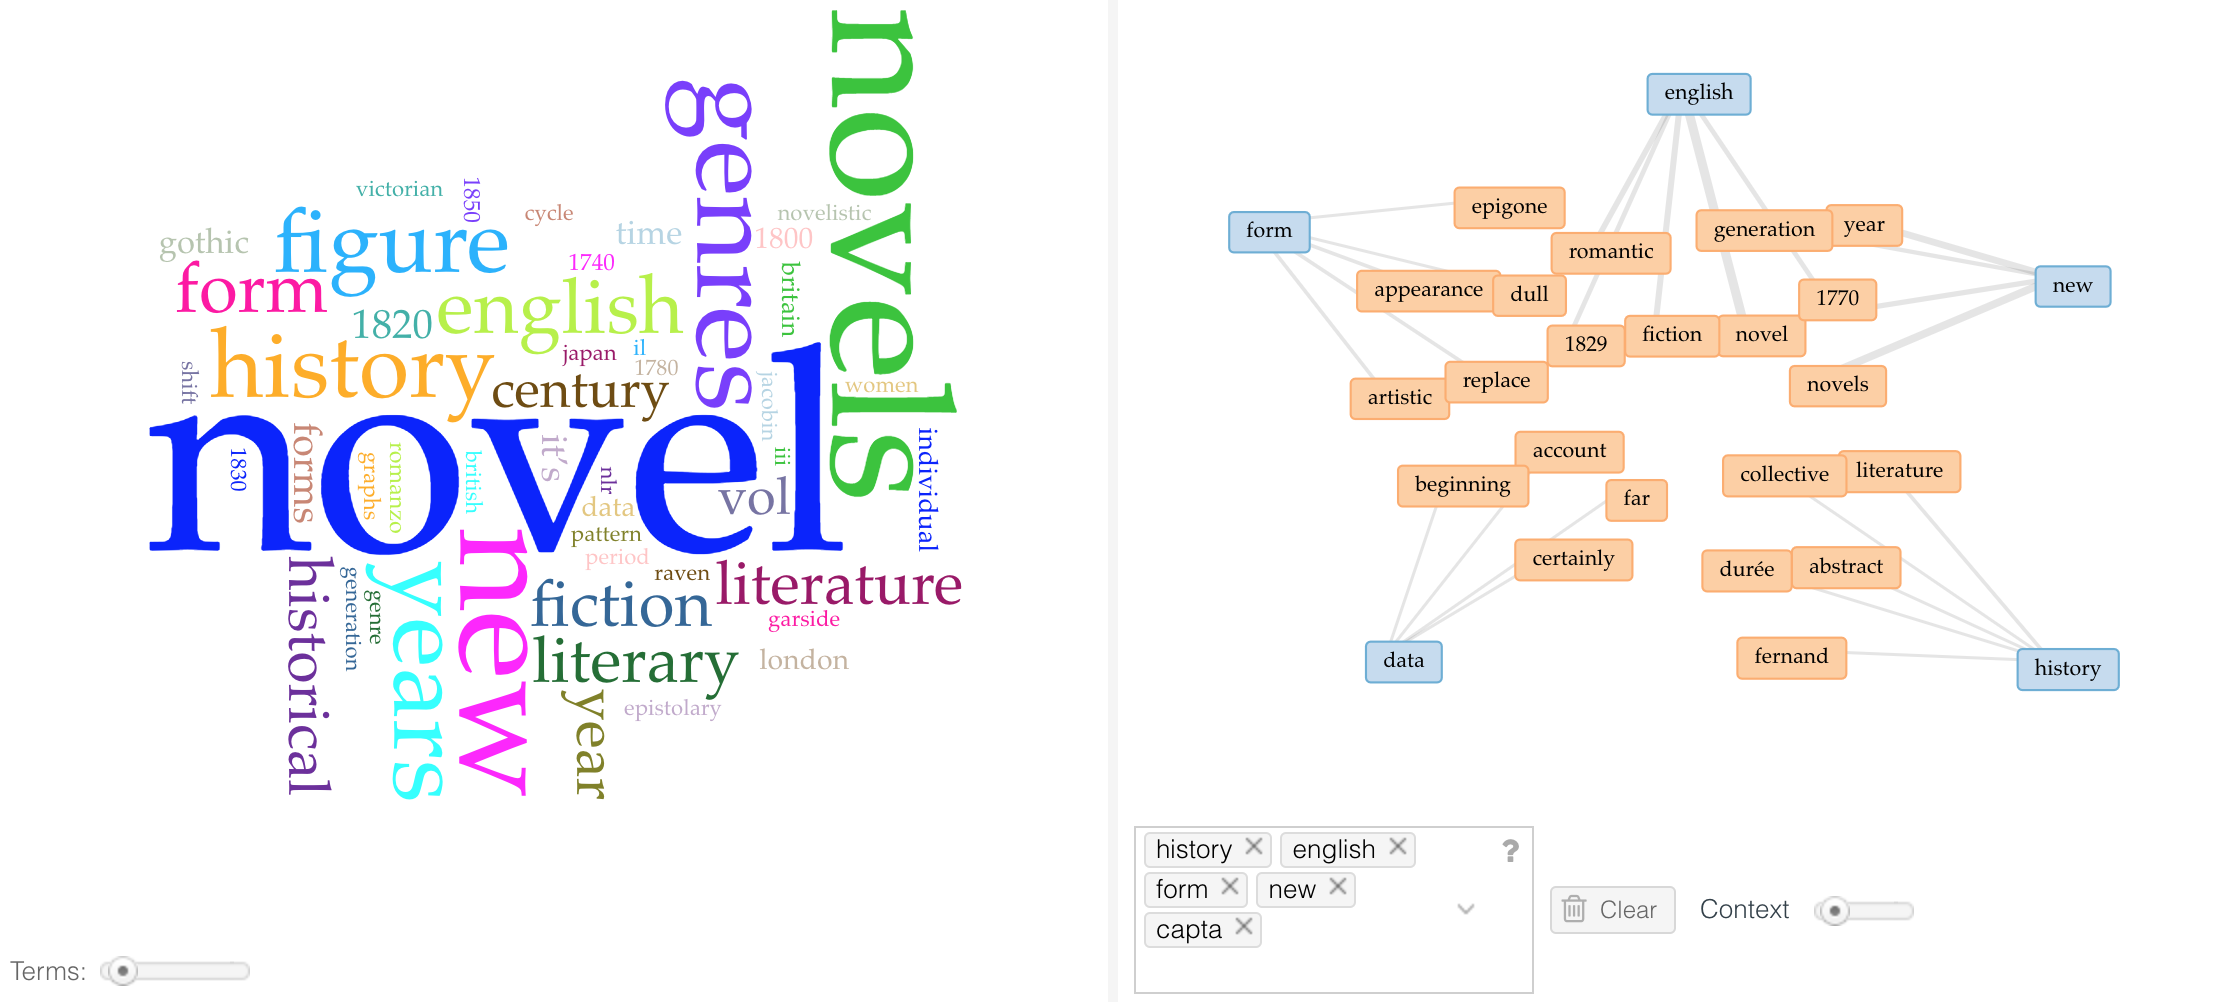 novels
genres
victorian
1850
cycle
novelistic
figure
time
1800
gothic
1740
britain
form
english
1820
history
japan
il
1780
shift
century
jacobin
women
novel
1830
forms
graphs
romanzo
british
it's
nlr
data
iii
vol
individual
pattern
period
new
historical
generation
genre
years
raven
literature
fiction
garside
literary
london
year
epistolary
Terms:
english
epigone
form
romantic
generation
year
appearance
dull
1770
new
1829
fiction
novel
artistic
replace
novels
account
beginning
far
collective
literature
certainly
durée
abstract
data
fernand
history
history
english
?
form
new
capta
Clear
Context